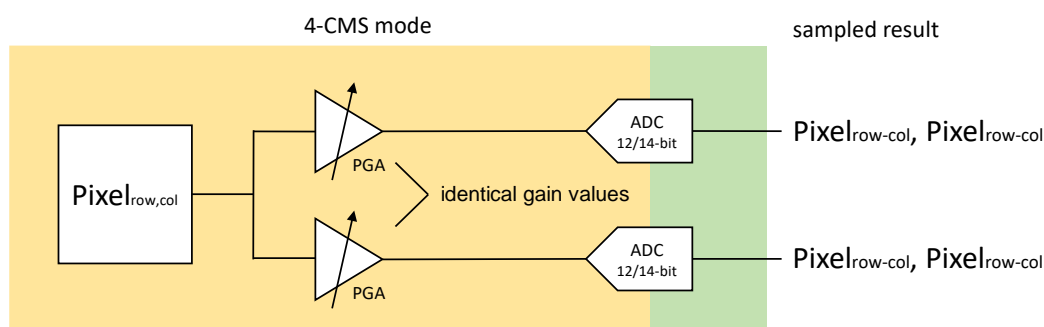 4-CMS mode
sampled result
ADC
12/14-bit
Pixelrow-col, Pixelrow-col
PGA
Pixelrow,col
identical gain values
ADC
12/14-bit
Pixelrow-col, Pixelrow-col
PGA